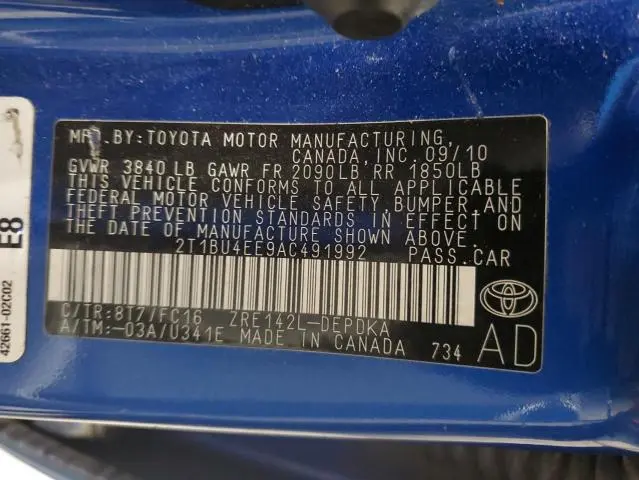 MFD. BY: TOYOTA MOTOR MANUFACTURING,
CANADA, INC. 09/10
GVWR 3840 LB GAWR FR 2090LB RR 1850LB
THIS VEHICLE CONFORMS TO ALL APPLICABLE
FEDERAL MOTOR VEHICLE SAFETY, BUMPER, AND
THEFT PREVENTION STANDARDS IN EFFECT ON
THE DATE OF MANUFACTURE SHOWN ABOVE.
2T1BU4EE9AC491992 PASS.CAR
C/TR:8T7/FC16 ZRE142L-DEPDKA
A/TM:-03A/U341E MADE IN CANADA 734 AD
E8
42661-02C02